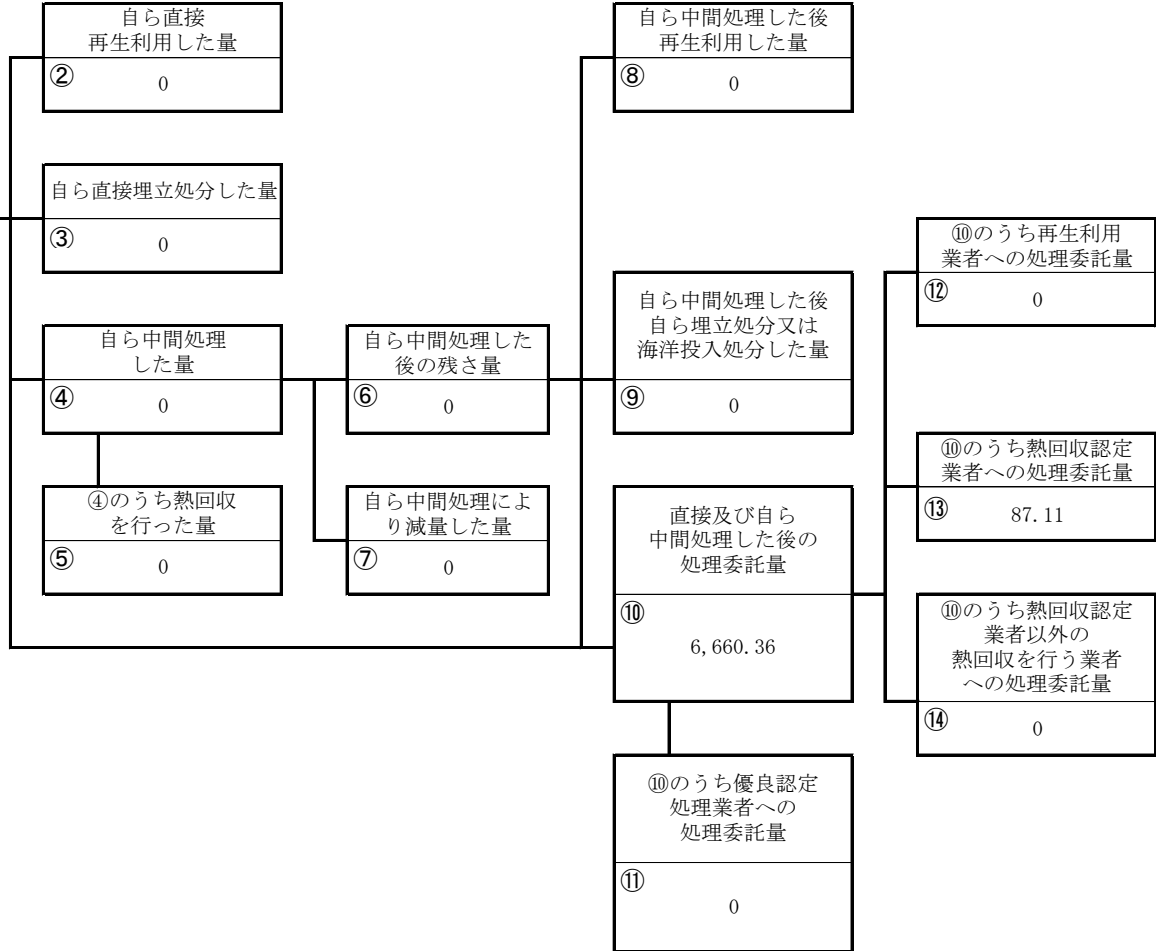 自ら直接
再生利用した量
②
0
自ら中間処理した後
再生利用した量
⑧
0
自ら直接埋立処分した量
③
0
⑩のうち再生利用
業者への処理委託量
⑫
0
自ら中間処理した後
自ら埋立処分又は
海洋投入処分した量
⑨
0
自ら中間処理
した量
④
0
自ら中間処理した
後の残さ量
⑥
0
⑩のうち熱回収認定
業者への処理委託量
⑬
87.11
④のうち熱回収
を行った量
⑤
0
自ら中間処理によ
り減量した量
⑦
0
直接及び自ら
中間処理した後の
処理委託量
⑩
6,660.36
⑩のうち熱回収認定
業者以外の
熱回収を行う業者
への処理委託量
⑭
0
⑩のうち優良認定
処理業者への
処理委託量
⑪
0